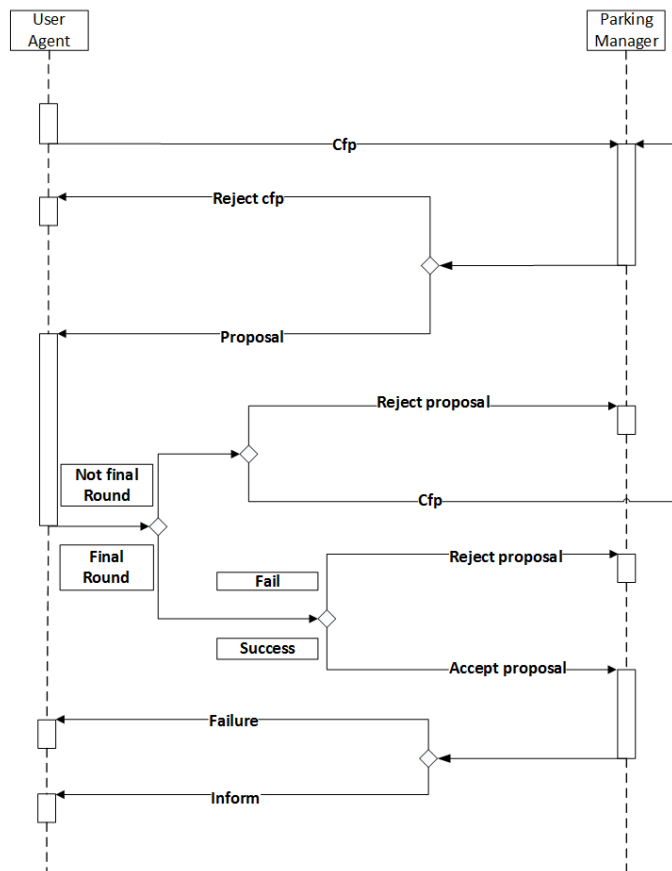 User
Agent
Parking
Manager
Cfp
Reject cfp
Proposal
Reject proposal
Not final
Round
Cfp
Final
Round
Reject proposal
Fail
Success
Accept proposal
Failure
Inform